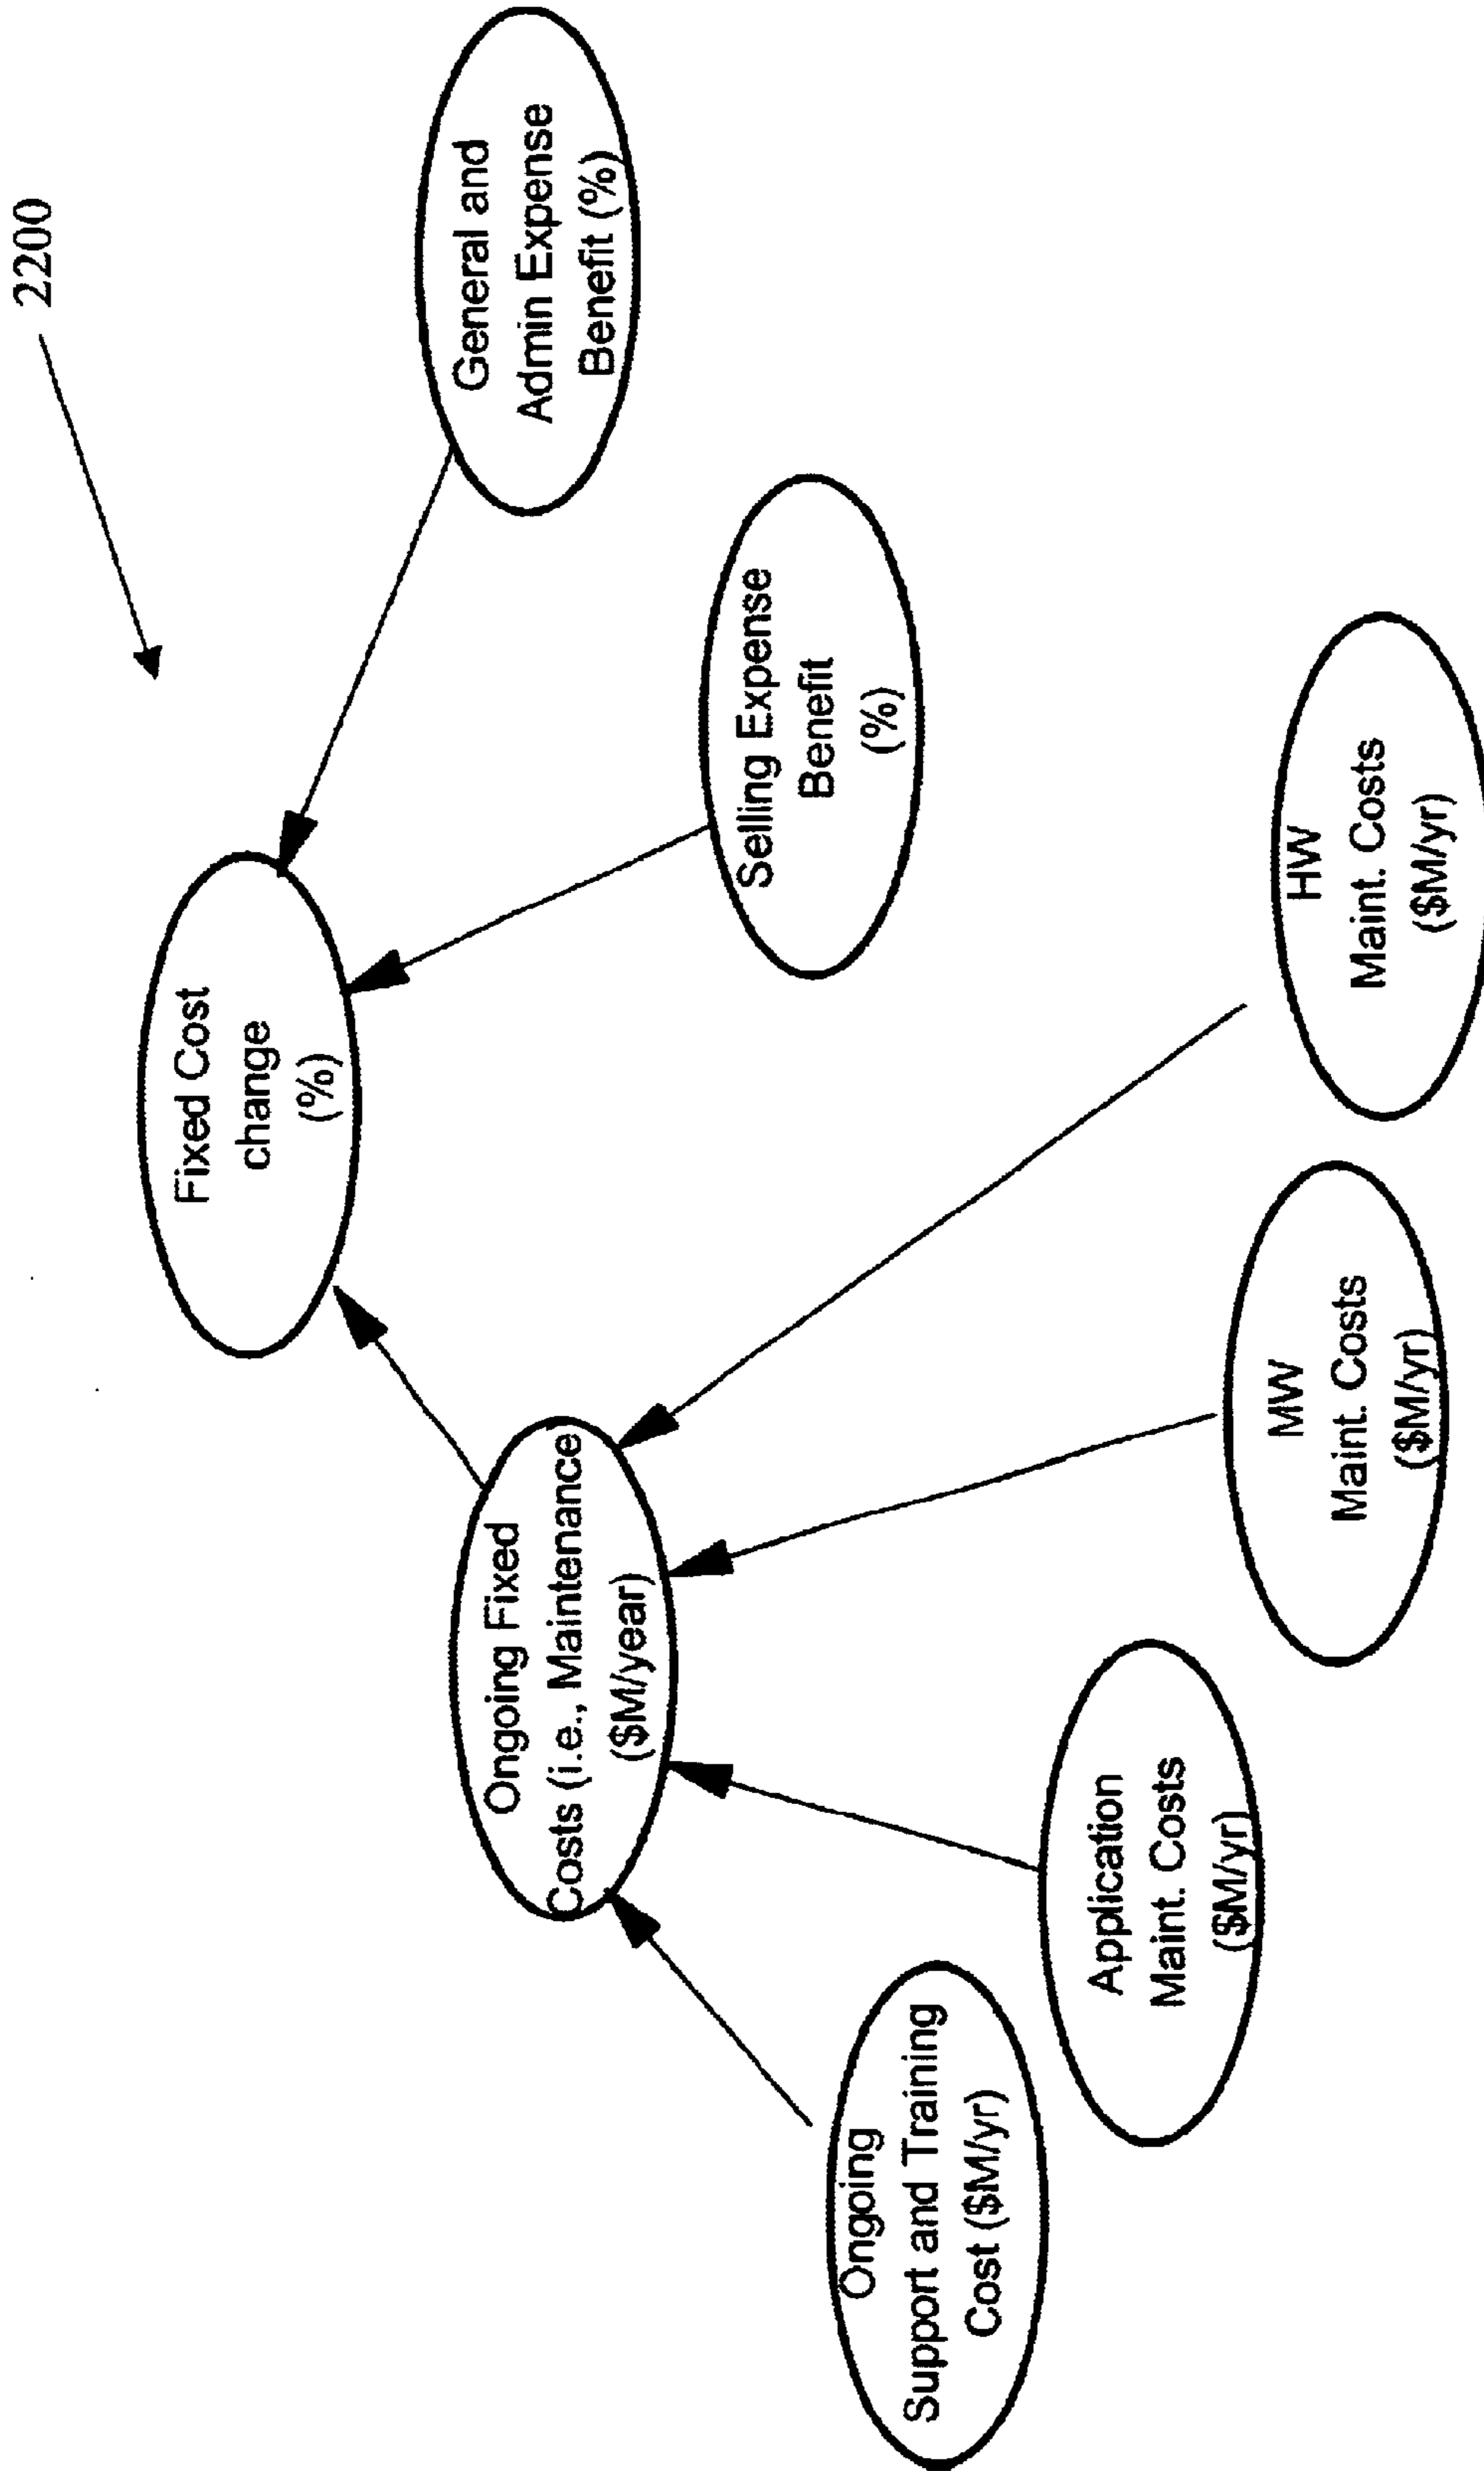 2200
Fixed Cost
change
(%)
General and
Admin Expense
Benefit (%)
Ongoing Fixed
Costs (i.e., Maintenance
($M/year)
Selling Expense
Benefit
(%)
Ongoing
Support and Training
Cost ($M/yr)
Application
Maint. Costs
($M/yr)
MW
Maint. Costs
($M/yr)
HW
Maint. Costs
($M/yr)